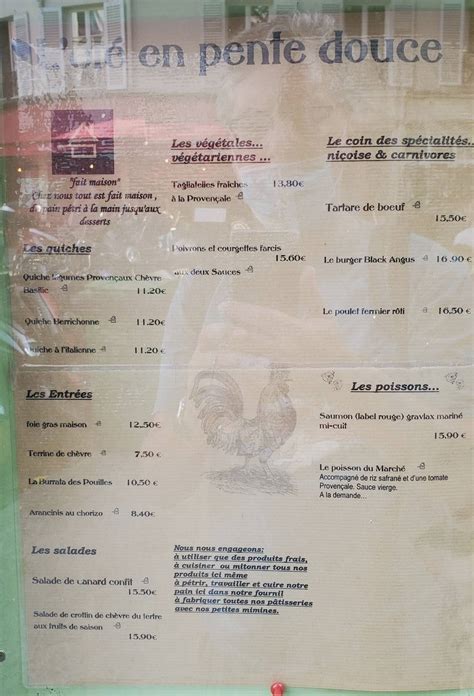 L'été en pente douce
"fait maison"
Chez nous tout est fait maison,
du pain pétri à la main jusqu'aux
desserts
Les quiches
Quiche légumes Provençaux Chèvre
Basilic 11.20€
Quiche Berrichonne 11.20€
Quiche à l'italienne 11.20 €
Les Entrées
foie gras maison 12.50€
Terrine de chèvre 7.50 €
La Burrata des Pouilles 10.50€
Arancinis au chorizo 8.40€
Les salades
Salade de canard confit
15.50€
Salade de crottin de chèvre du tertre
aux fruits de saison
15.90€
Les végétales...
végétariennes ...
Tagliatelles fraîches 13.80€
à la Provençale
Poivrons et courgettes farcis
15.60€
aux deux Sauces
Nous nous engageons:
à utiliser que des produits frais,
à cuisiner ou mitonner tous nos
produits ici même
à pétrir, travailler et cuire notre
pain ici dans notre fournil
à fabriquer toutes nos pâtisseries
avec nos petites mimines.
Le coin des spécialités..
niçoise & carnivores
Tartare de boeuf
15.50€
Le burger Black Angus 16.90 €
Le poulet fermier rôti 16,50 €
Les poissons...
Saumon (label rouge) gravlax mariné
mi-cuit
15.90€
Le poisson du Marché
Accompagné de riz safrané et d'une tomate
Provençale. Sauce vierge.
A la demande...